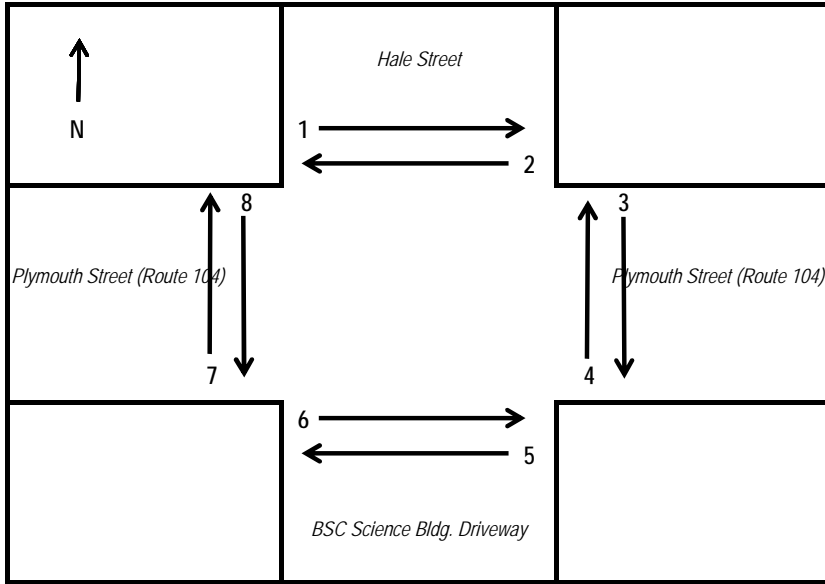 Hale Street
N
1
2
8
3
Plymouth Street (Route 104)
Plymouth Street (Route 104)
7
4
6
5
BSC Science Bldg. Driveway